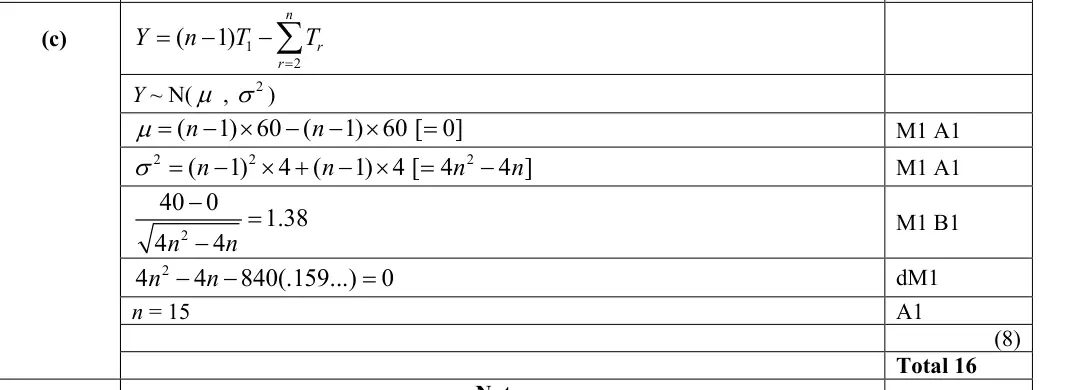 (c) Y = (n − 1)T₁ − ∑ⁿᵣ₌₂ Tᵣ
Y ~ N( μ , σ² )
μ = (n − 1) × 60 − (n − 1) × 60 [= 0] M1 A1
σ² = (n − 1)² × 4 + (n − 1) × 4 [= 4n² − 4n] M1 A1
(40 − 0)/√(4n² − 4n) = 1.38 M1 B1
4n² − 4n − 840(.159...) = 0 dM1
n = 15 A1
(8)
Total 16